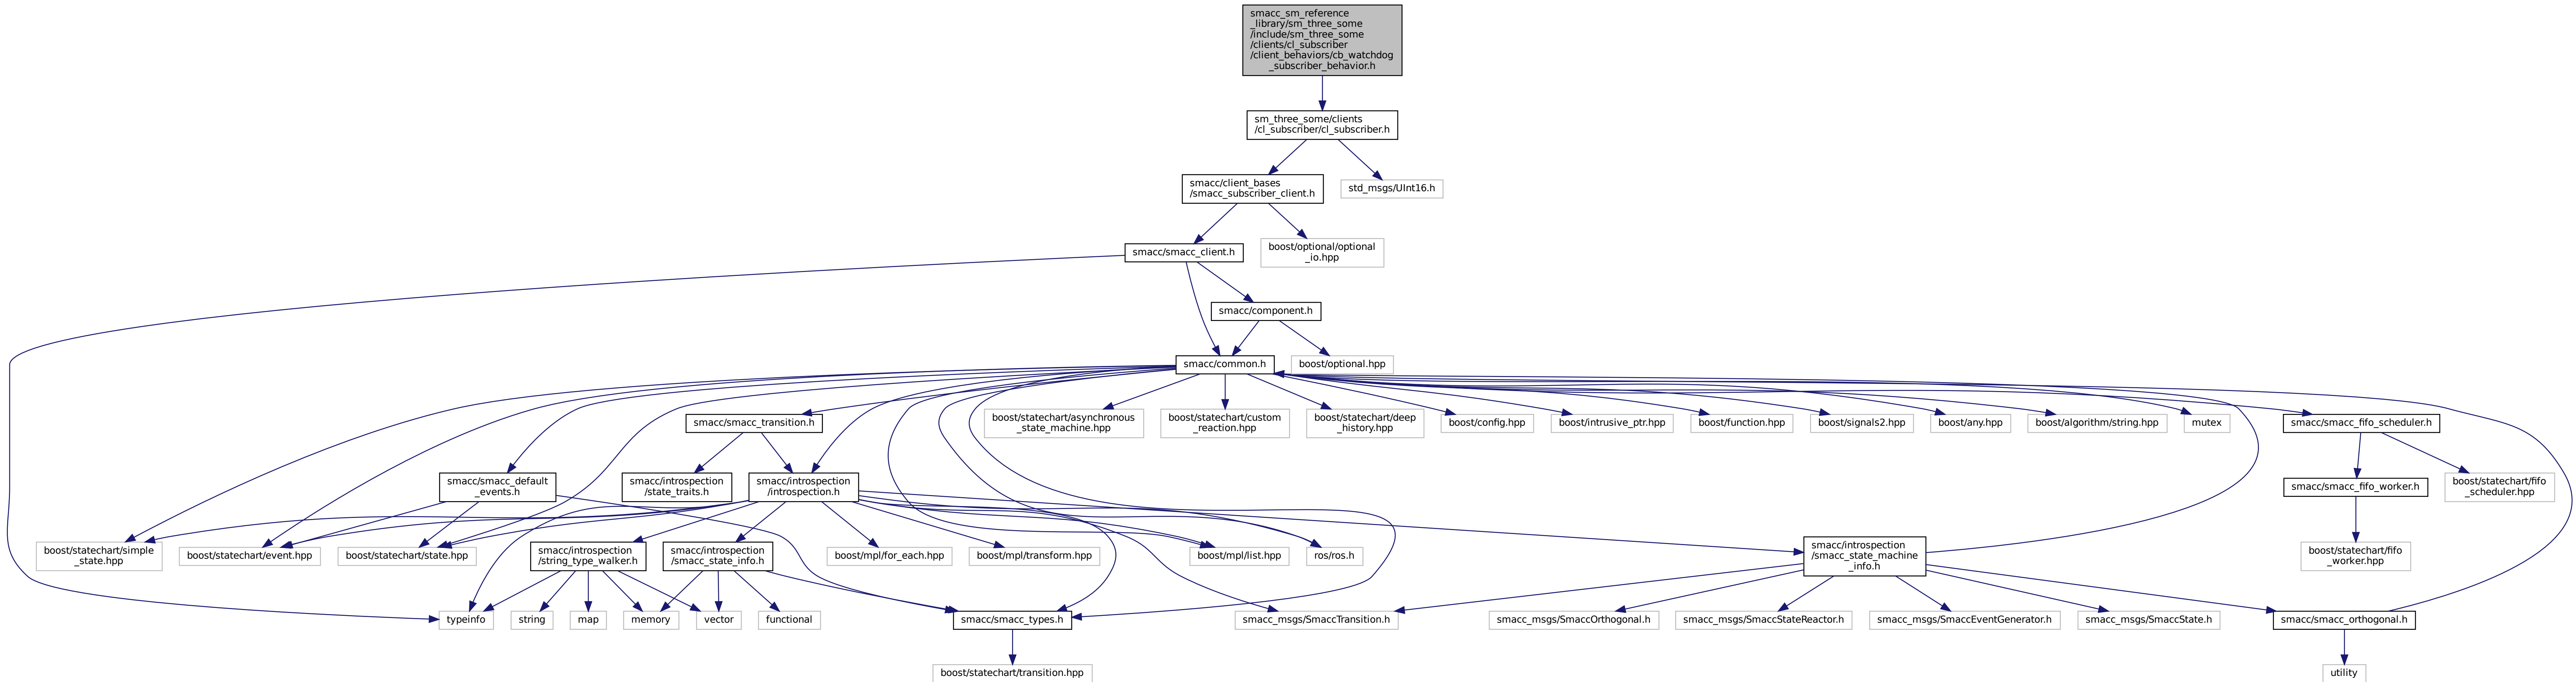 smacc_sm_reference
_library/sm_three_some
/include/sm_three_some
/clients/cl_subscriber
/client_behaviors/cb_watchdog
_subscriber_behavior.h
sm_three_some/clients
/cl_subscriber/cl_subscriber.h
smacc/client_bases
/smacc_subscriber_client.h
std_msgs/UInt16.h
smacc/smacc_client.h
boost/optional/optional
_io.hpp
smacc/component.h
smacc/common.h
boost/optional.hpp
smacc/smacc_transition.h
boost/statechart/asynchronous
_state_machine.hpp
boost/statechart/custom
_reaction.hpp
boost/statechart/deep
_history.hpp
boost/config.hpp
boost/intrusive_ptr.hpp
boost/function.hpp
boost/signals2.hpp
boost/any.hpp
boost/algorithm/string.hpp
mutex
smacc/smacc_fifo_scheduler.h
smacc/smacc_default
_events.h
smacc/introspection
/state_traits.h
smacc/introspection
/introspection.h
smacc/smacc_fifo_worker.h
boost/statechart/fifo
_scheduler.hpp
boost/statechart/simple
_state.hpp
boost/statechart/event.hpp
boost/statechart/state.hpp
smacc/introspection
/string_type_walker.h
smacc/introspection
/smacc_state_info.h
boost/mpl/for_each.hpp
boost/mpl/transform.hpp
boost/mpl/list.hpp
ros/ros.h
smacc/introspection
/smacc_state_machine
_info.h
boost/statechart/fifo
_worker.hpp
typeinfo
string
map
memory
vector
functional
smacc/smacc_types.h
smacc_msgs/SmaccTransition.h
smacc_msgs/SmaccOrthogonal.h
smacc_msgs/SmaccStateReactor.h
smacc_msgs/SmaccEventGenerator.h
smacc_msgs/SmaccState.h
smacc/smacc_orthogonal.h
boost/statechart/transition.hpp
utility